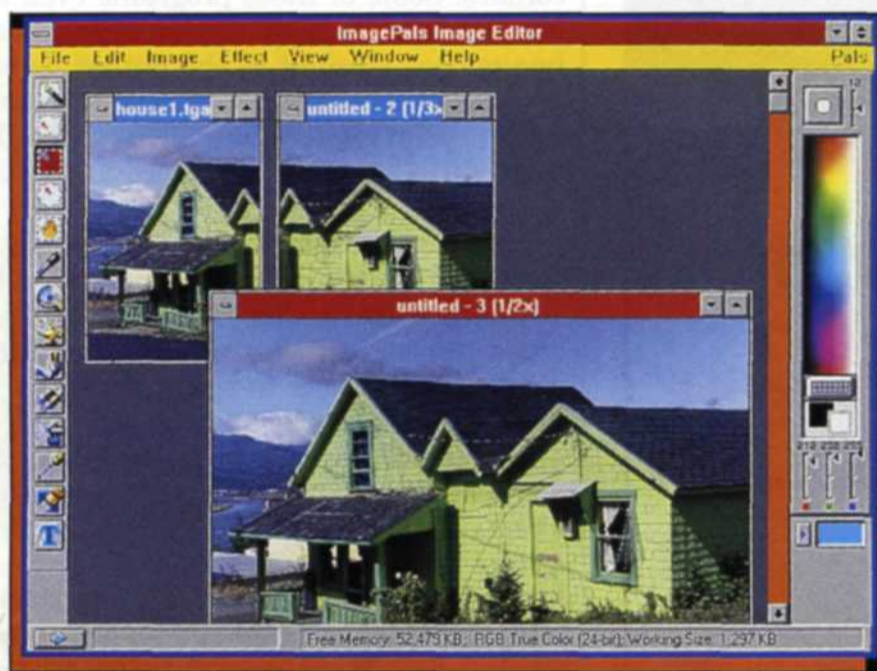 ImagePals Image Editor
File Edit Image Effect View Window Help Pals
house1.tga
untitled - 2 (1/3x
untitled - 3 (1/2x)
T
Free Memory: 52,479 KB; RGB True Color (24-bit); Working Size: 1,297 KB